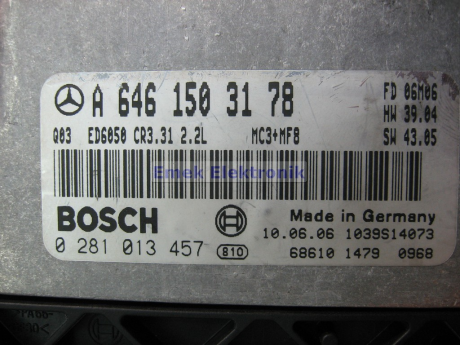 A 646 150 31 78
FD 06M06
HW 39.04
Q03 ED6050 CR3.31 2.2L MC3+MF8 SW 43.05
Emek Elektronik
BOSCH
Made in Germany
0 281 013 457 810
10.06.06 1039S14073
68610 1479 0968